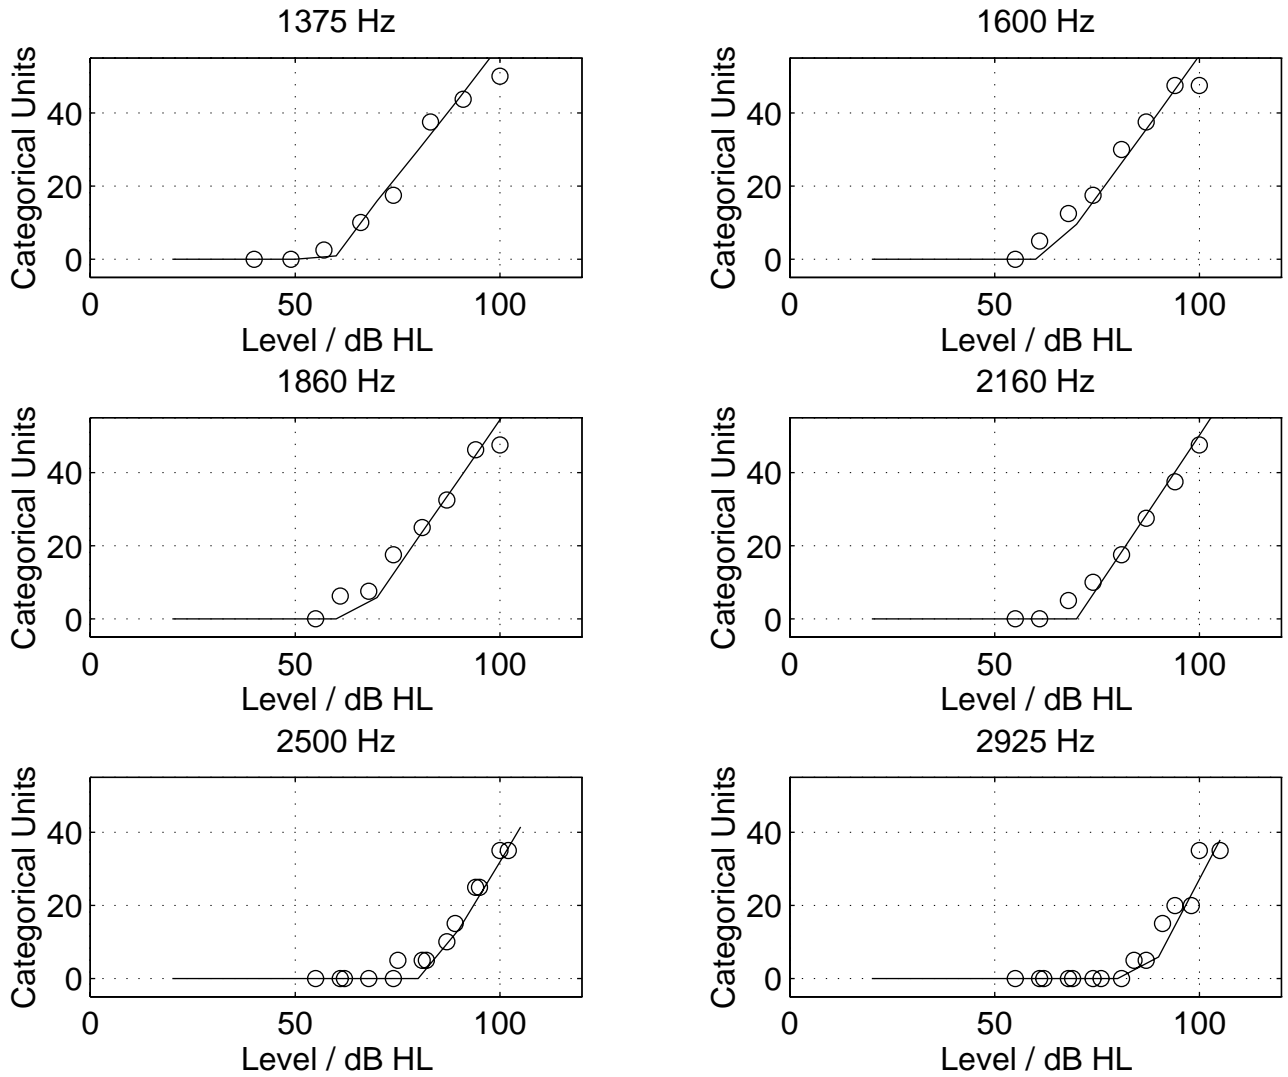 1375 Hz
Categorical Units
40
20
0
0 50 100
Level / dB HL
1600 Hz
Categorical Units
40
20
0
0 50 100
Level / dB HL
1860 Hz
Categorical Units
40
20
0
0 50 100
Level / dB HL
2160 Hz
Categorical Units
40
20
0
0 50 100
Level / dB HL
2500 Hz
Categorical Units
40
20
0
0 50 100
Level / dB HL
2925 Hz
Categorical Units
40
20
0
0 50 100
Level / dB HL